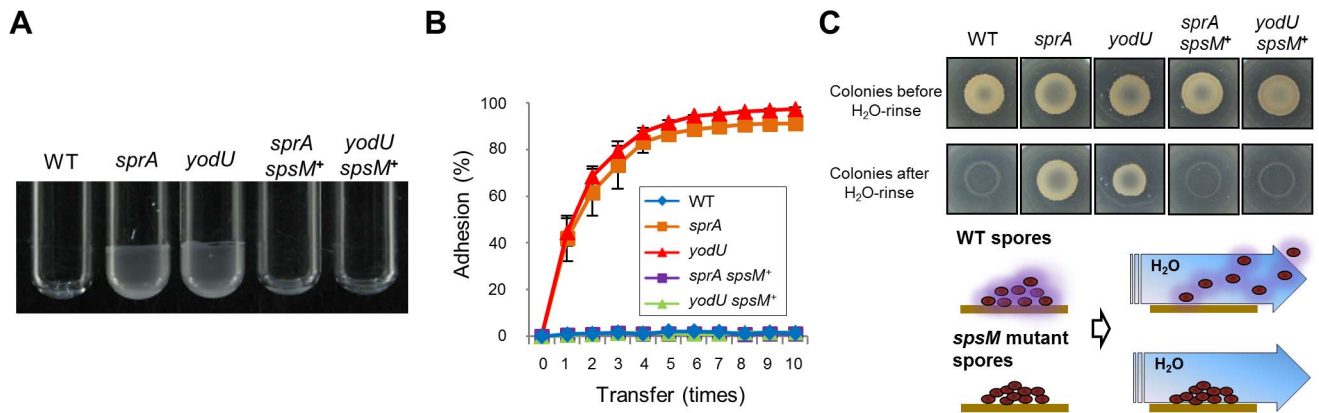 A
WT
sprA
yodU
sprA
spsM+
yodU
spsM+
B
Adhesion (%)
100
80
60
40
20
0
WT
sprA
yodU
sprA spsM+
yodU spsM+
0 1 2 3 4 5 6 7 8 9 10
Transfer (times)
C
WT
sprA
yodU
sprA
spsM+
yodU
spsM+
Colonies before
H₂O-rinse
Colonies after
H₂O-rinse
WT spores
H₂O
spsM mutant
spores
H₂O